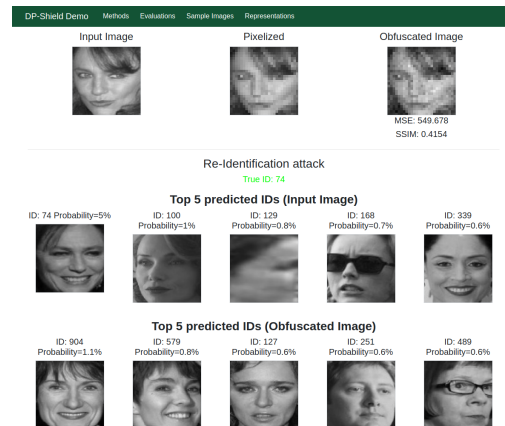 DP-Shield Demo Methods Evaluations Sample Images Representations
Input Image Pixelized Obfuscated Image
MSE: 549.678
SSIM: 0.4154
Re-Identification attack
True ID: 74
Top 5 predicted IDs (Input Image)
ID: 74 Probability=5% ID: 100 ID: 129 ID: 168 ID: 339
Probability=1% Probability=0.8% Probability=0.7% Probability=0.6%
Top 5 predicted IDs (Obfuscated Image)
ID: 904 ID: 579 ID: 127 ID: 251 ID: 489
Probability=1.1% Probability=0.8% Probability=0.6% Probability=0.6% Probability=0.6%